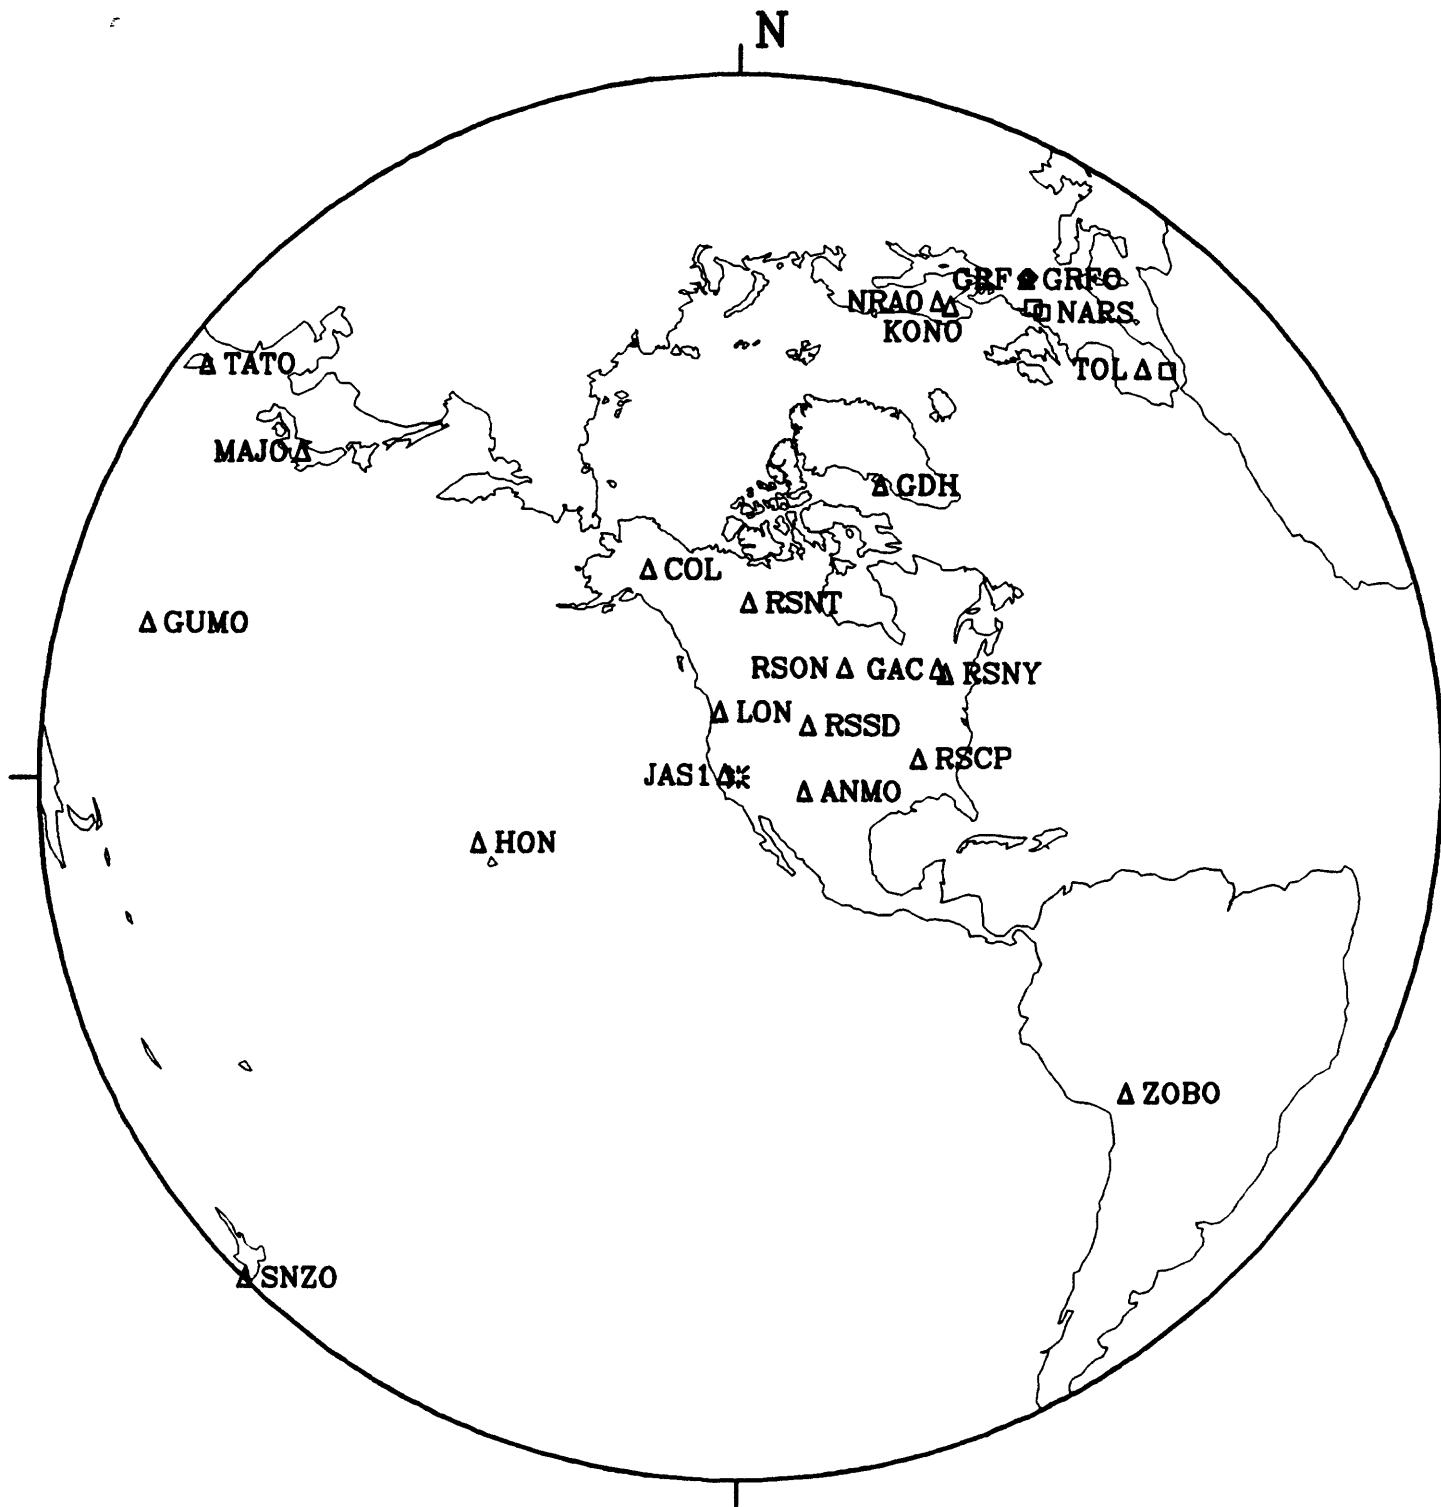 N
GRF
GRFO
NRAO
NARS
KONO
TATO
TOL
MAJO
GDH
COL
RSNT
GUMO
RSON
GAC
RSNY
LON
RSSD
RSCP
JAS1
ANMO
HON
ZOBO
SNZO